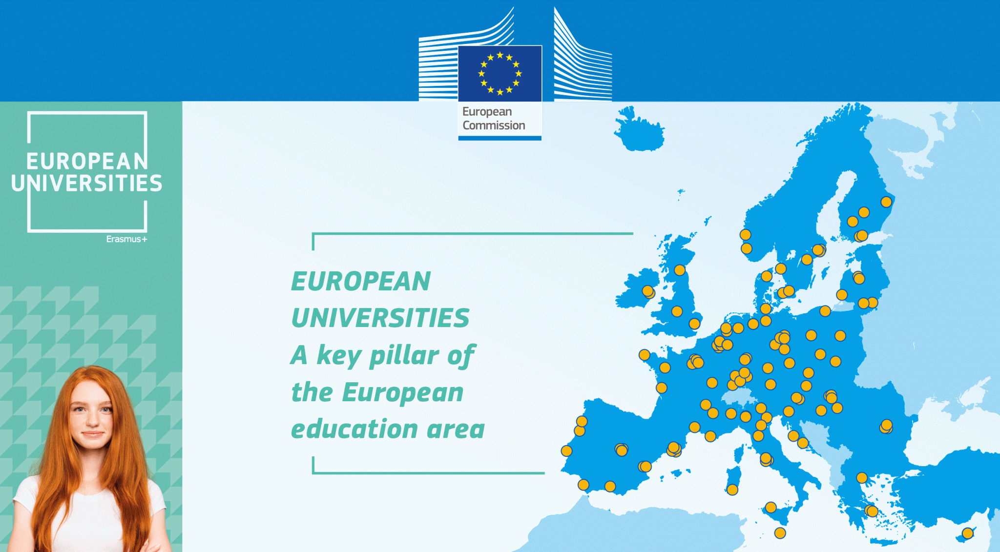 European
Commission
EUROPEAN
UNIVERSITIES
Erasmus+
EUROPEAN
UNIVERSITIES
A key pillar of
the European
education area